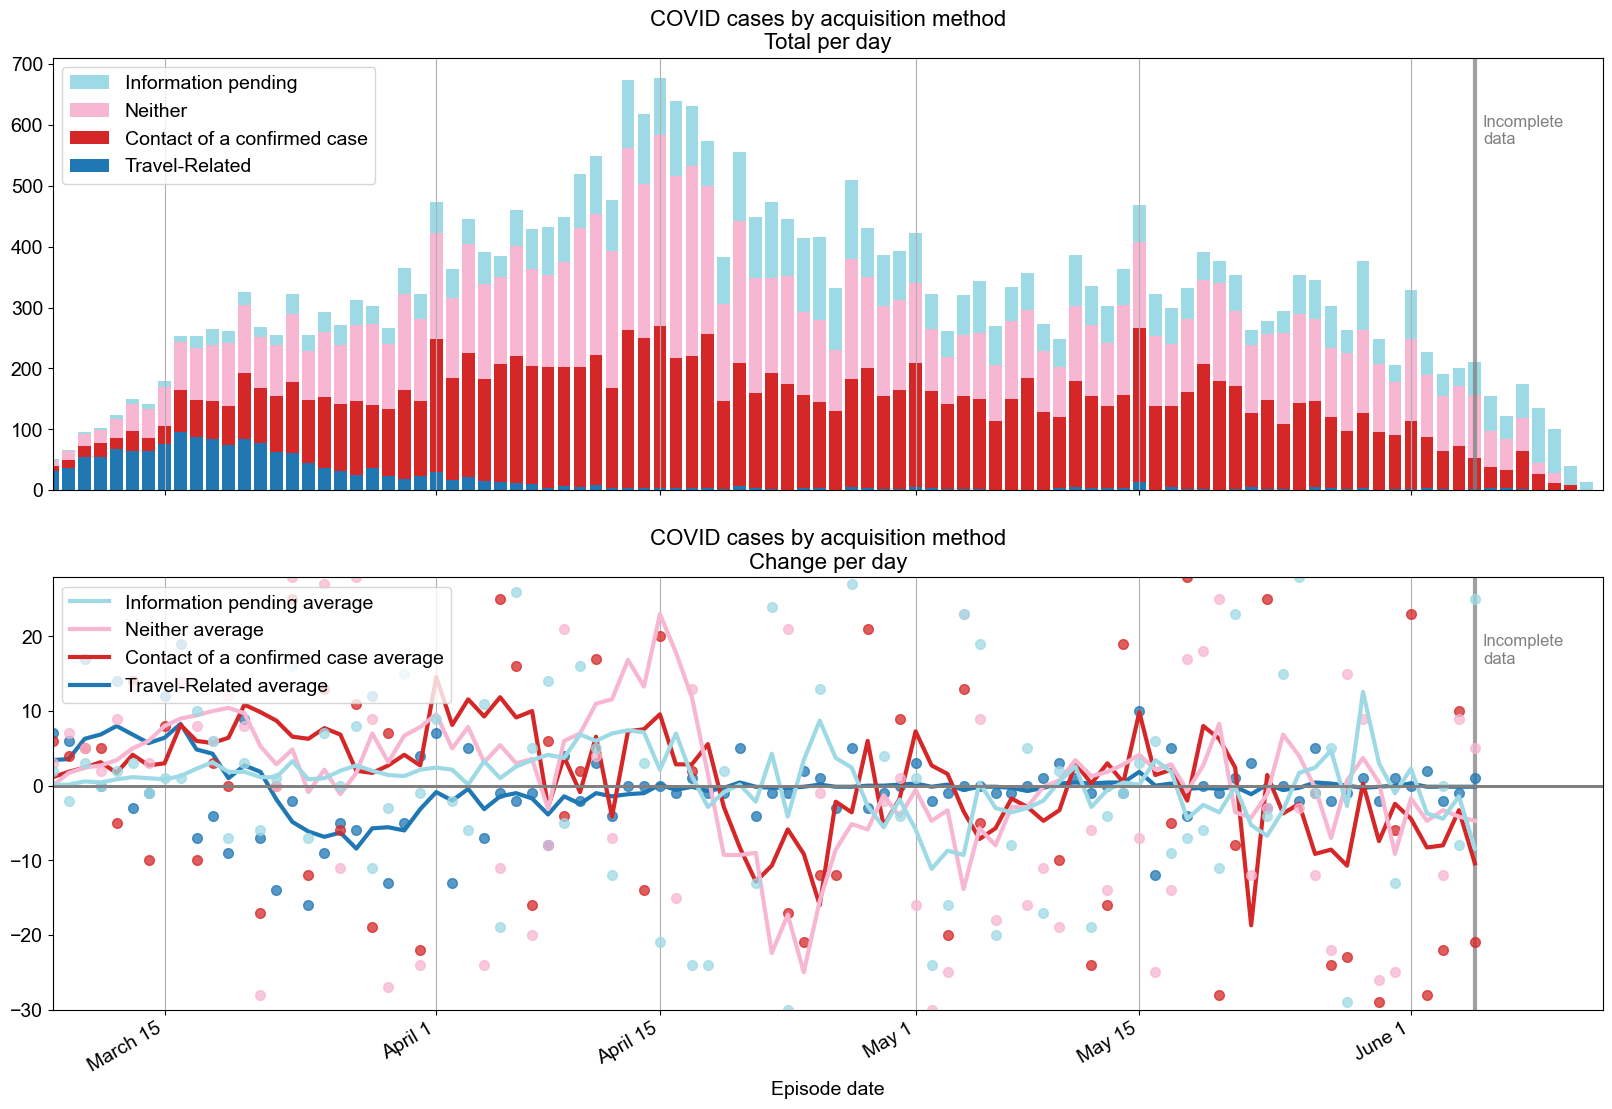 COVID cases by acquisition method
Total per day
700
600
500
400
300
200
100
0
Information pending
Neither
Contact of a confirmed case
Travel-Related
Incomplete
data
COVID cases by acquisition method
Change per day
20
10
0
−10
−20
−30
Information pending average
Neither average
Contact of a confirmed case average
Travel-Related average
Incomplete
data
March 15
April 1
April 15
May 1
May 15
June 1
Episode date